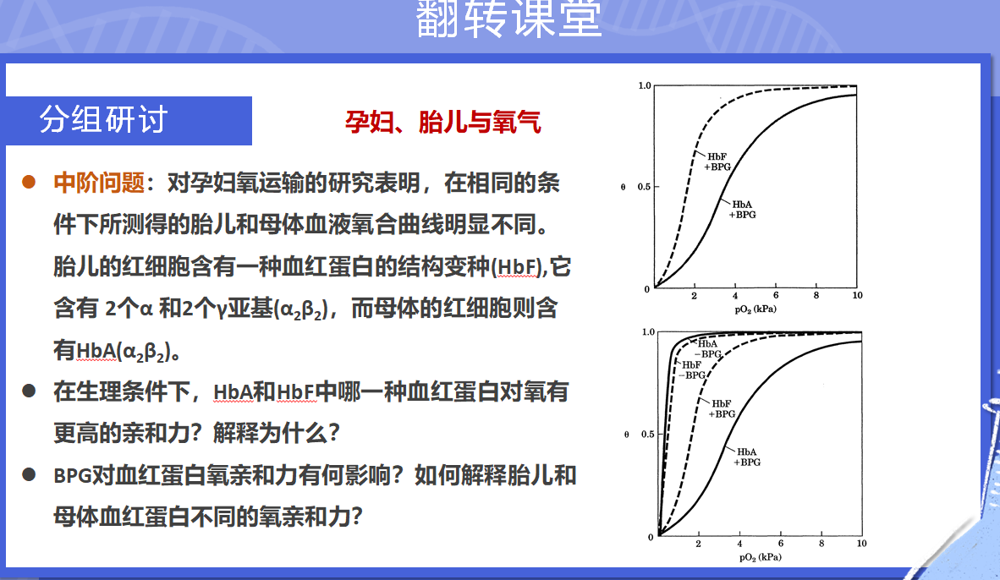 翻转课堂
分组研讨
孕妇、胎儿与氧气
中阶问题：对孕妇氧运输的研究表明，在相同的条
件下所测得的胎儿和母体血液氧合曲线明显不同。
胎儿的红细胞含有一种血红蛋白的结构变种(HbF),它
含有 2个α 和2个γ亚基(α₂β₂)，而母体的红细胞则含
有HbA(α₂β₂)。
在生理条件下，HbA和HbF中哪一种血红蛋白对氧有
更高的亲和力？解释为什么？
BPG对血红蛋白氧亲和力有何影响？如何解释胎儿和
母体血红蛋白不同的氧亲和力？
1.0
HbF
+BPG
θ 0.5
HbA
+BPG
0
2 4 6 8 10
pO₂ (kPa)
1.0
HbA
−BPG
HbF
−BPG
HbF
+BPG
θ 0.5
HbA
+BPG
0
2 4 6 8 10
pO₂ (kPa)